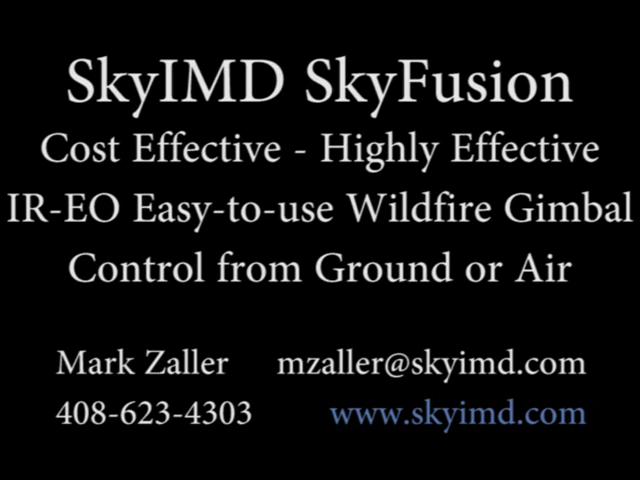 SkyIMD SkyFusion
Cost Effective - Highly Effective
IR-EO Easy-to-use Wildfire Gimbal
Control from Ground or Air
Mark Zaller mzaller@skyimd.com
408-623-4303 www.skyimd.com